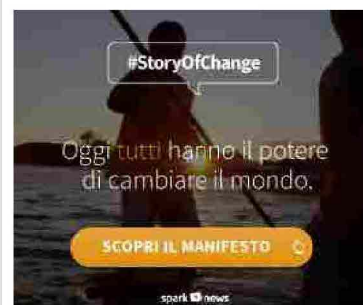 #StoryOfChange
Oggi tutti hanno il potere
di cambiare il mondo.
SCOPRI IL MANIFESTO
spark news